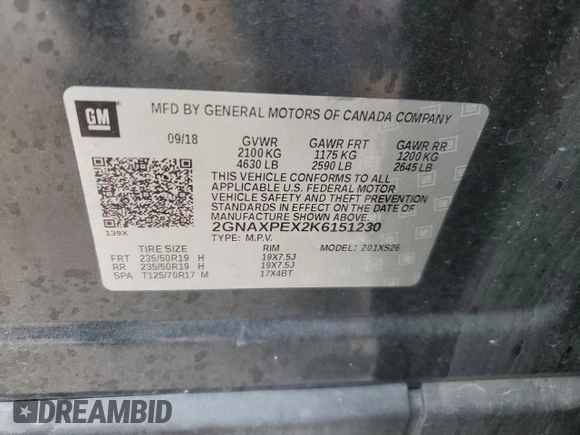 GM
MFD BY GENERAL MOTORS OF CANADA COMPANY
09/18 GVWR GAWR FRT GAWR RR
2100 KG 1175 KG 1200 KG
4630 LB 2590 LB 2645 LB
THIS VEHICLE CONFORMS TO ALL
APPLICABLE U.S. FEDERAL MOTOR
VEHICLE SAFETY AND THEFT PREVENTION
STANDARDS IN EFFECT ON THE DATE OF
MANUFACTURE SHOWN ABOVE.
2GNAXPEX2K6151230
139X
TYPE: M.P.V. MODEL: 201XS26
TIRE SIZE
FRT 235/50R19 H 19X7.5J
RR 235/50R19 H 19X7.5J
SPA T125/70R17 M 17X4BT
DREAMBID